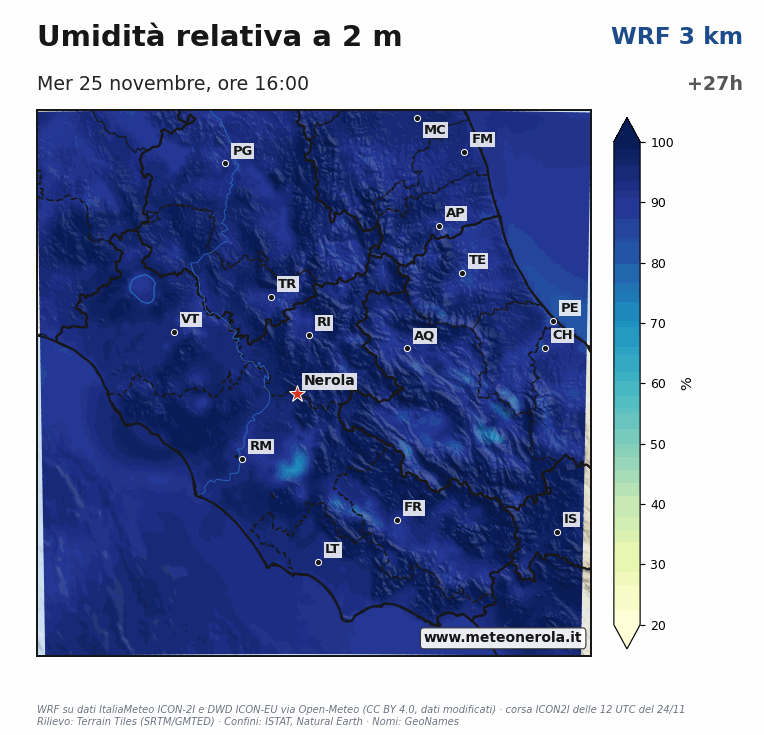 Umidità relativa a 2 m
WRF 3 km
Mer 25 novembre, ore 16:00
+27h
MC
FM
PG
AP
TE
TR
PE
VT
RI
AQ
CH
Nerola
RM
FR
IS
LT
www.meteonerola.it
100
90
80
70
60
50
40
30
20
%
WRF su dati ItaliaMeteo ICON-2I e DWD ICON-EU via Open-Meteo (CC BY 4.0, dati modificati) · corsa ICON2I delle 12 UTC del 24/11
Rilievo: Terrain Tiles (SRTM/GMTED) · Confini: ISTAT, Natural Earth · Nomi: GeoNames